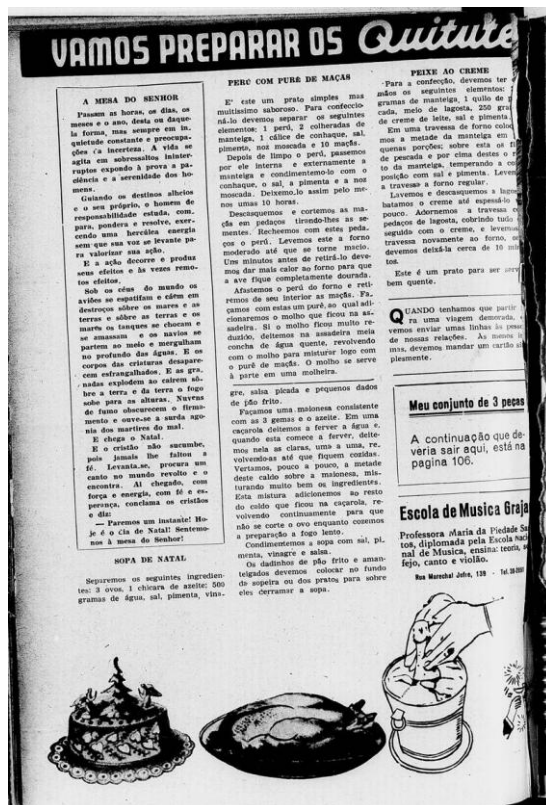 VAMOS PREPARAR OS Quitute
A MESA DO SENHOR
Passam as horas, os dias, os
meses e o ano, desta ou daque-
la forma, mas sempre em in,
quietude constante e preocupa-
ções da incerteza. A vida se
agita em sobressaltos ininter-
ruptos expondo à prova a pa-
ciência e a serenidade dos ho-
mens.
Guiando os destinos alheios
e o seu próprio, o homem de
responsabilidade estuda, com,
para, pondera e resolve, exer-
cendo uma hercúlea energia
sem que sua voz se levante pa-
ra valorizar sua ação.
E a ação decorre e produz
seus efeitos e às vezes remo,
tos efeitos.
Sob os céus do mundo os
aviões se espatifam e cáem em
destroços sôbre os mares e as
terras e sôbre as terras e os
mares os tanques se chocam e
se amassam e os navios se
partem ao meio e mergulham
no profundo das águas. E os
corpos das cristuras desapare-
cem esfrangalhados. E as gra,
nadas explodem ao cairem sô-
bre a terra e da terra o fogo
sobe para os alturas. Nuvens
de fumo obscurecem o firma-
mento e ouve-se a surda ago-
nia dos martires do mal.
E chega o Natal.
E o cristão não sucumbe,
pois jamais lhe faltou a
fé. Levanta-se, procura um
canto no mundo revolto e o
encontra. Aí chegado, com
força e energia, com fé e es-
perança, conclama os cristãos
e diz:
— Paremos um instante! Ho-
je é o dia de Natal! Sentemo-
nos à mesa do Senhor!
SOPA DE NATAL
Separemos os seguintes ingredien-
tes: 3 ovos, 1 chicara de azeite; 500
gramas de água, sal, pimenta, vina-
PERÚ COM PURÊ DE MAÇAS
E' este um prato simples mas
muitissimo saboroso. Para confeccio-
ná-lo devemos separar os seguintes
elementos: 1 perú, 2 colheradas de
manteiga, 1 cálice de conhaque, sal,
pimento, noz moscada e 10 maçãs.
Depois de limpo o perú, passemos
por ele interna e externamente a
manteiga e condimentemo-lo com o
conhaque, o sal, a pimenta e a noz
moscada. Deixemo,lo assim pelo me-
nos umas 10 horas.
Descasquemos e cortemos as ma-
çãs em pedaços tirando-lhes as se-
mentes. Recheemos com estes peda,
ços o perú. Levemos este a forno
moderado até que se torne macio.
Uns minutos antes de retirá-lo deve-
mos dar mais calor ao forno para que
a ave fique completamente dourada.
Afastemos o perú do forno e reti-
remos de seu interior as maçãs. Fa,
çamos com estas um purê, ao qual adi-
cionaremos o molho que ficou na as-
sadeira. Si o molho ficou muito re-
duzido, deitemos na assadeira meia
concha de água quente, revolvendo
com o molho para misturar logo com
o purê de maçãs. O molho se serve
à parte em uma molheira.
gre, salsa picada e pequenos dados
de pão frito.
Façamos uma maionesa consistente
com as 3 gemas e o azeite. Em uma
caçarola deitemos a ferver a água e,
quando esta comece a ferver, deite-
mos nela as claras, uma a uma, re-
volvendo-as até que fiquem cozidas.
Vertamos, pouco a pouco, a metade
deste caldo sobre a maionesa, mis-
turando muito bem os ingredientes.
Esta mistura adicionemos ao resto
do caldo que ficou na caçarola, re-
volvendo continuamente para que
não se corte o ovo enquanto cozemos
a preparação a fogo lento.
Condimentemos a sopa com sal, pi-
menta, vinagre e salsa.
Os dadinhos de pão frito e aman-
teigados devemos colocar no fundo
da sopeira ou dos pratos para sobre
eles derramar a sopa.
PEIXE AO CREME
Para a confecção, devemos ter
mãos os seguintes elementos:
gramas de manteiga, 1 quilo de
cada, meio de lagosta, 250 gra
de creme de leite, sal e pimenta
Em uma travessa de forno colo
mos a metade da manteiga em
quenas porções; sobre esta os fi
de pescada e por cima destes o
to da manteiga, temperando a co
posição com sal e pimenta. Leve
a travessa a forno regular.
Lavemos e descasquemos a lago
batamos o creme até espessá-lo
pouco. Adornemos a travessa c
pedaços de lagosta, cobrindo tudo
seguida com o creme, e levemo
travessa novamente ao forno,
devemos deixá-la cerca de 10
tos.
Este é um prato para ser serv
bem quente.
QUANDO tenhamos que partir
ra uma viagem demorada,
vemos enviar umas linhas às pess
de nossas relações. Às menos
mas, devemos mandar um cartão si
plesmente.
Meu conjunto de 3 peças
A continuação que de-
veria sair aqui, está na
pagina 106.
Escola de Musica Graja
Professora Maria da Piedade Sa
tos, diplomada pela Escola Naci
nal de Musica, ensina: teoria, so
fejo, canto e violão.
Rua Marechal Jofre, 139 - Tel.